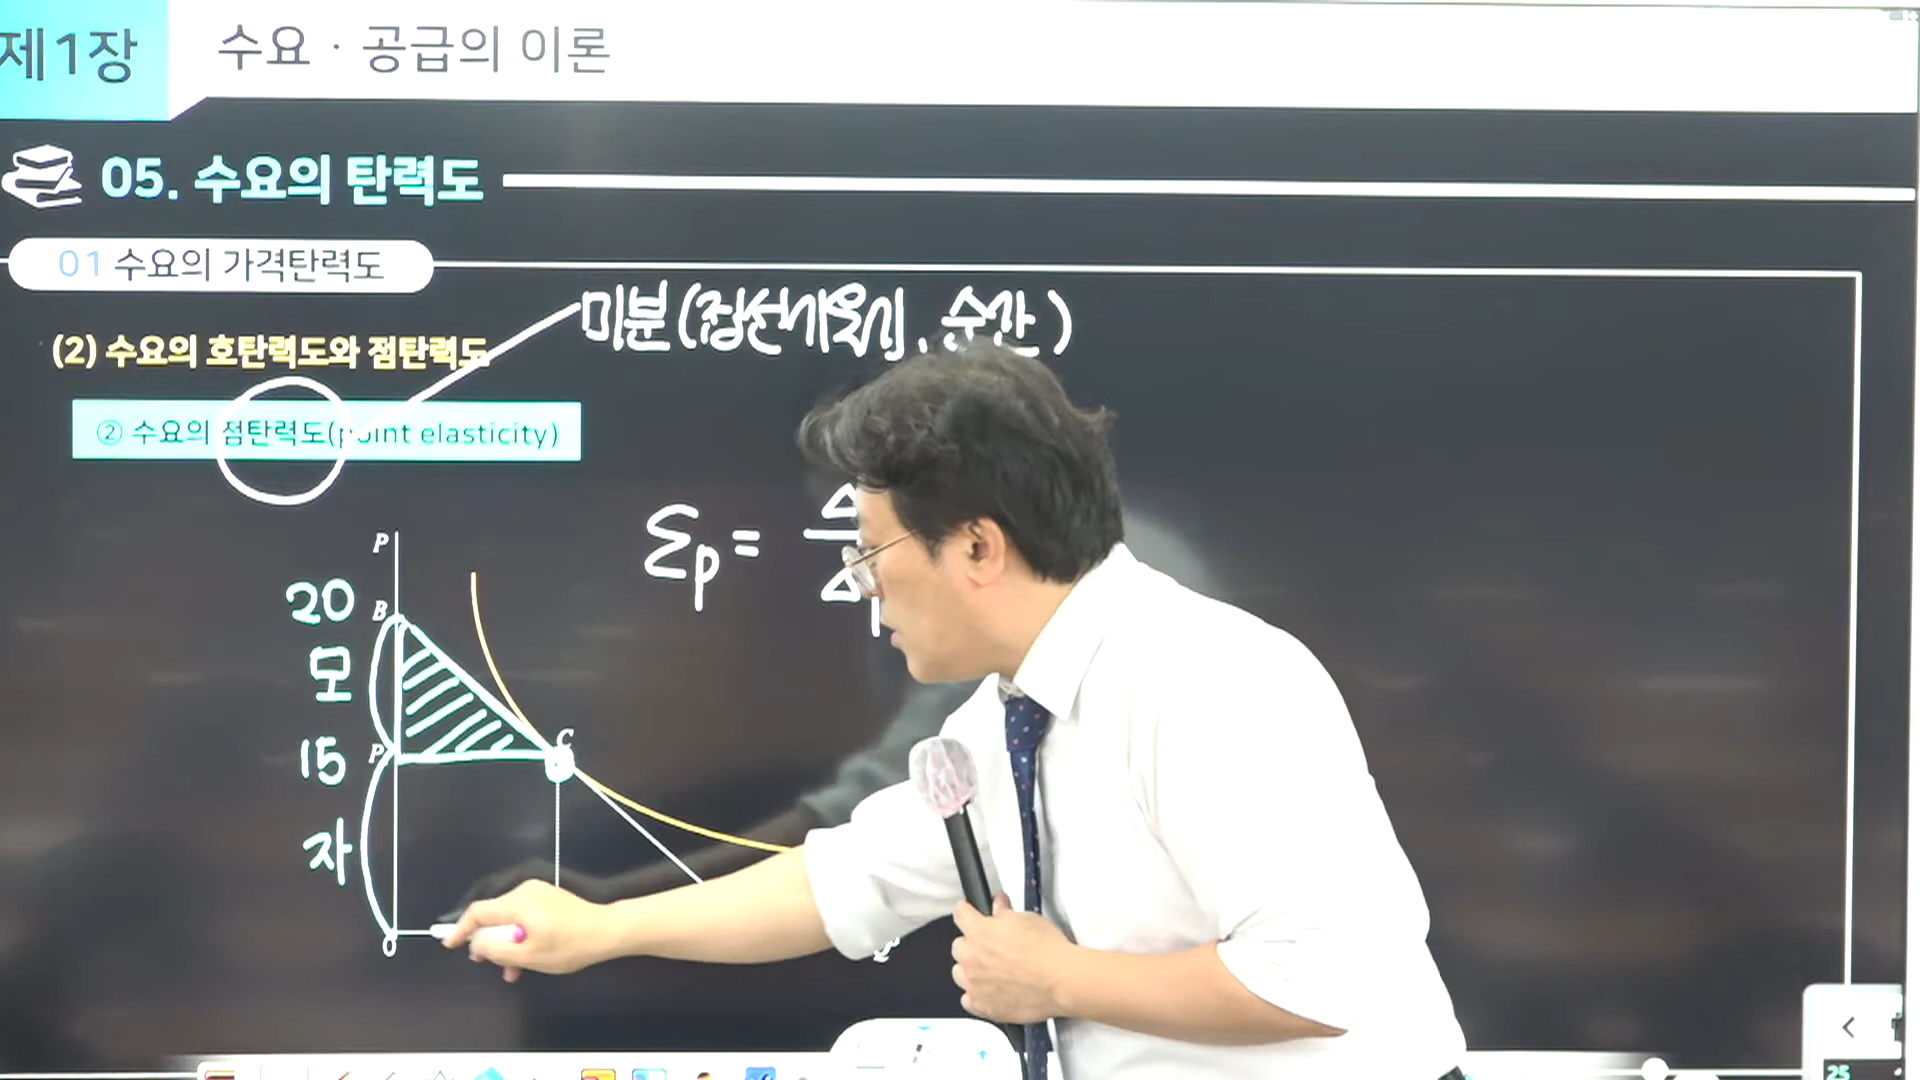 제1장 수요 · 공급의 이론
05. 수요의 탄력도
01 수요의 가격탄력도
미분(접선기울기, 순간)
(2) 수요의 호탄력도와 점탄력도
② 수요의 점탄력도(point elasticity)
P
εp =
20 B
모
15 P
C
자
O
25